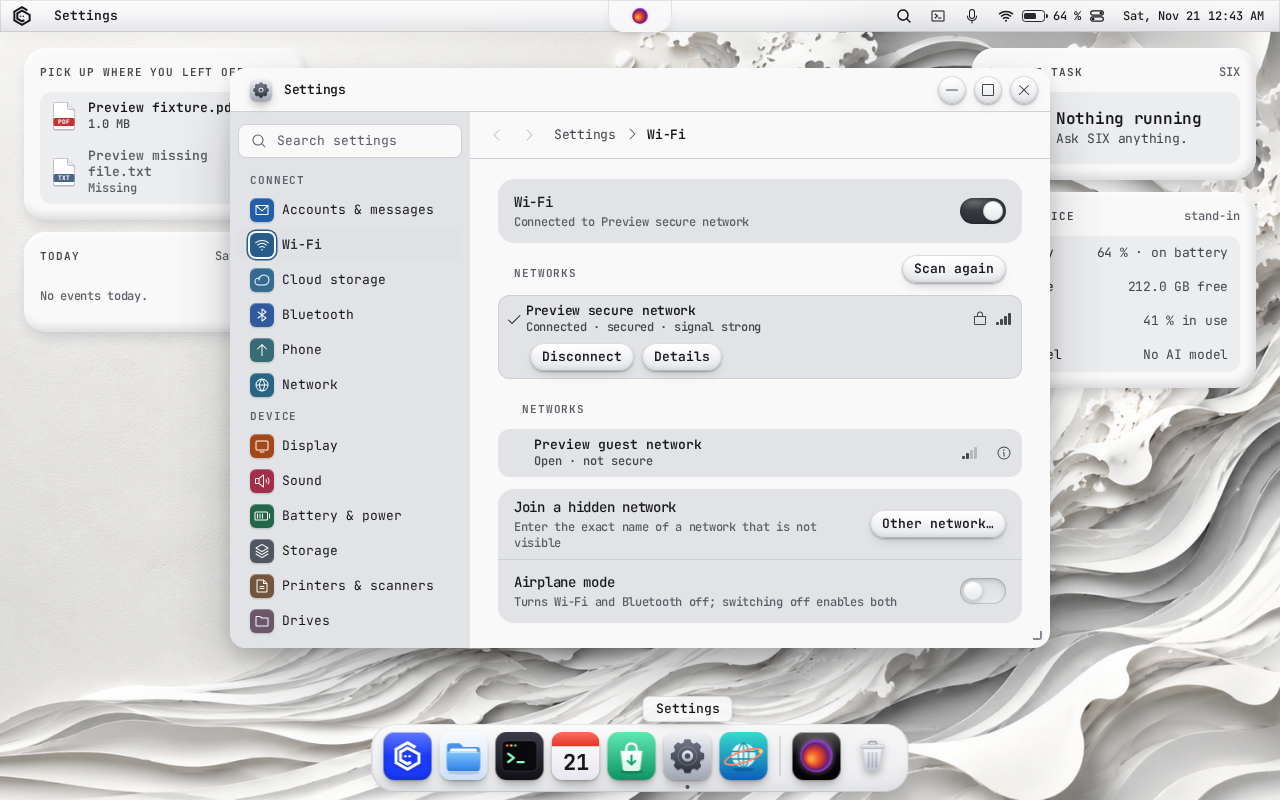 Settings
64 %
Sat, Nov 21 12:43 AM
PICK UP WHERE YOU LEFT OFF
Preview fixture.pd
1.0 MB
Preview missing
file.txt
Missing
PDF
TXT
TODAY
No events today.
Settings
Search settings
CONNECT
Accounts & messages
Wi-Fi
Cloud storage
Bluetooth
Phone
Network
DEVICE
Display
Sound
Battery & power
Storage
Printers & scanners
Drives
Settings
Wi-Fi
Wi-Fi
Connected to Preview secure network
NETWORKS
Scan again
Preview secure network
Connected · secured · signal strong
Disconnect
Details
NETWORKS
Preview guest network
Open · not secure
Join a hidden network
Enter the exact name of a network that is not
visible
Other network…
Airplane mode
Turns Wi-Fi and Bluetooth off; switching off enables both
TASK
SIX
Nothing running
Ask SIX anything.
ICE
stand-in
64 % · on battery
212.0 GB free
41 % in use
No AI model
Settings
21